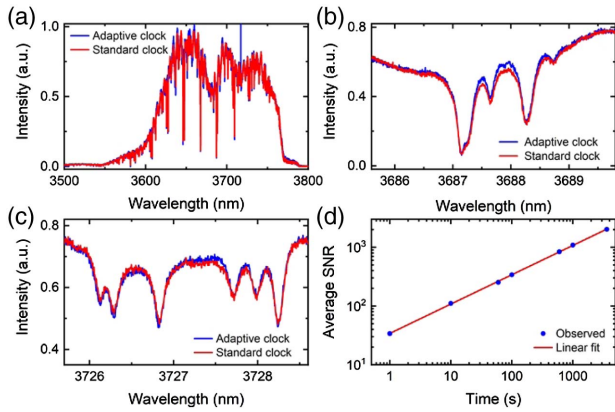 (a)
Adaptive clock
Standard clock
Intensity (a.u.)
1.0
0.5
0.0
3500
3600
3700
3800
Wavelength (nm)
(b)
Intensity (a.u.)
0.8
0.4
0.0
Adaptive clock
Standard clock
3686
3687
3688
3689
Wavelength (nm)
(c)
Intensity (a.u.)
0.8
0.6
0.4
Adaptive clock
Standard clock
3726
3727
3728
Wavelength (nm)
(d)
Average SNR
10³
10²
10¹
Observed
Linear fit
1
10
100
1000
Time (s)